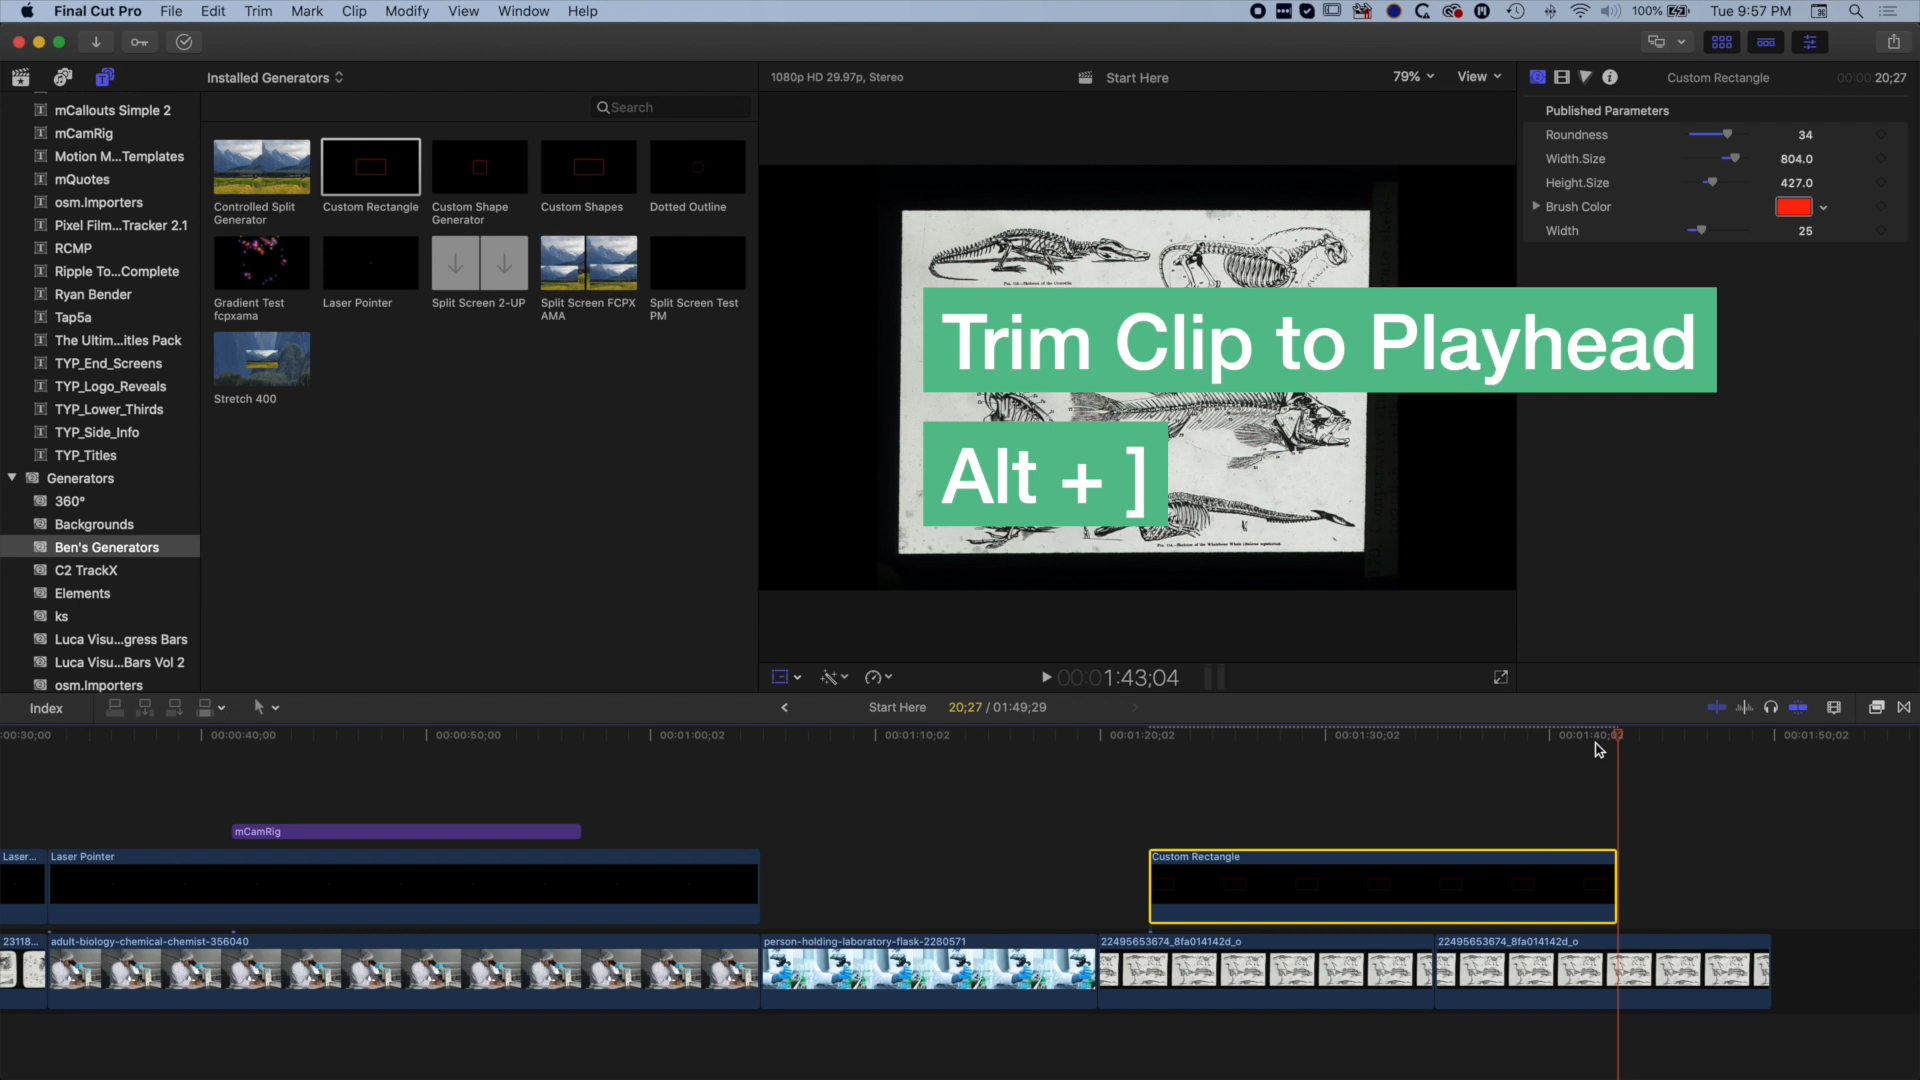 Final Cut Pro File Edit Trim Mark Clip Modify View Window Help
100% Tue 9:57 PM
Installed Generators
1080p HD 29.97p, Stereo
Start Here
79% View
Custom Rectangle
00:00:20;27
Search
mCallouts Simple 2
mCamRig
Motion M...Templates
mQuotes
osm.Importers
Pixel Film...Tracker 2.1
RCMP
Ripple To...Complete
Ryan Bender
Tap5a
The Ultim...itles Pack
TYP_End_Screens
TYP_Logo_Reveals
TYP_Lower_Thirds
TYP_Side_Info
TYP_Titles
Generators
360°
Backgrounds
Ben's Generators
C2 TrackX
Elements
ks
Luca Visu...gress Bars
Luca Visu...Bars Vol 2
osm.Importers
Controlled Split
Generator
Custom Rectangle
Custom Shape
Generator
Custom Shapes
Dotted Outline
Gradient Test
fcpxama
Laser Pointer
Split Screen 2-UP
Split Screen FCPX
AMA
Split Screen Test
PM
Stretch 400
Trim Clip to Playhead
Alt + ]
Published Parameters
Roundness 34
Width.Size 804.0
Height.Size 427.0
Brush Color
Width 25
00:01:43;04
Index
Start Here 20;27 / 01:49;29
:00:30;00 00:00:40;00 00:00:50;00 00:01:00;02 00:01:10;02 00:01:20;02 00:01:30;02 00:01:40;02 00:01:50;02
mCamRig
Laser... Laser Pointer Custom Rectangle
23118... adult-biology-chemical-chemist-356040 person-holding-laboratory-flask-2280571 22495653674_8fa014142d_o 22495653674_8fa014142d_o